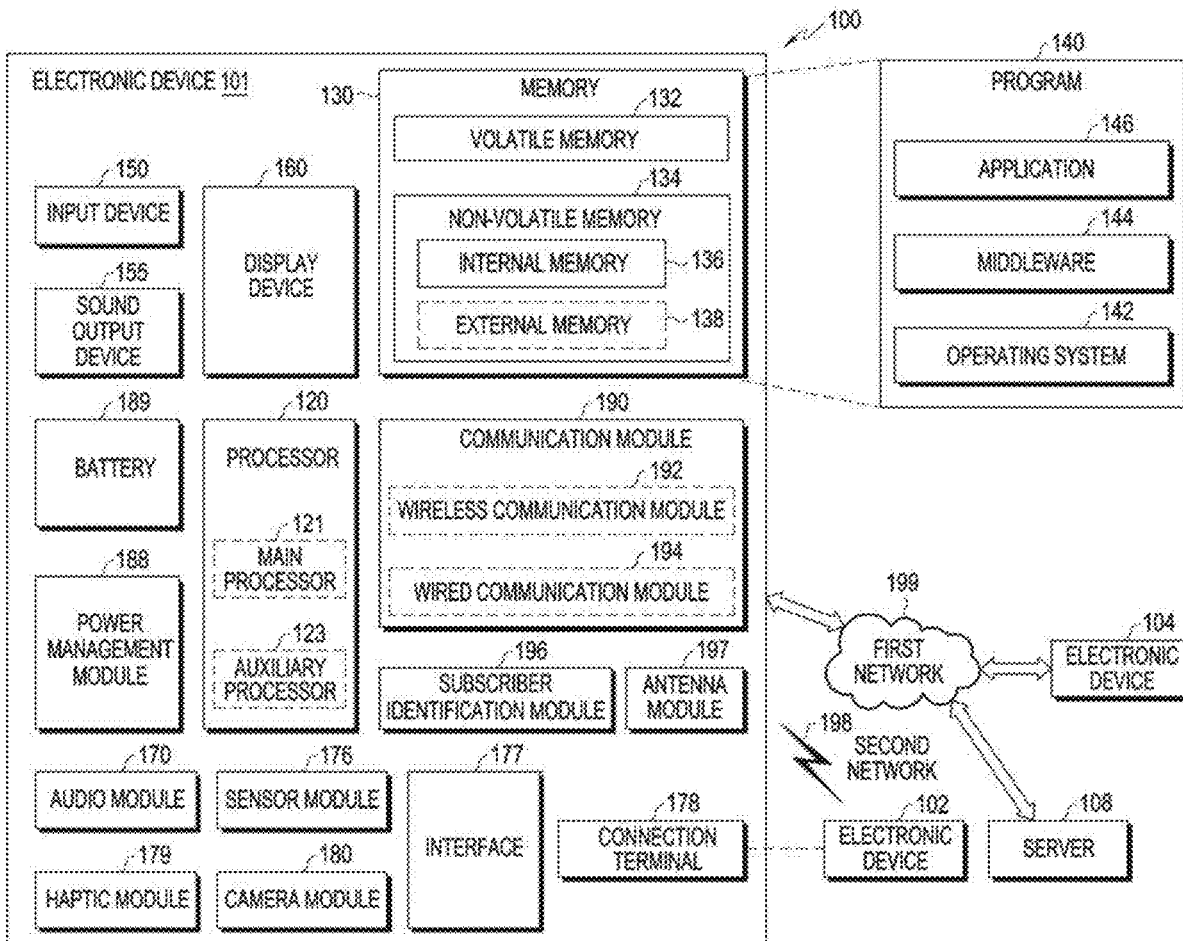 100
ELECTRONIC DEVICE 101
130
MEMORY
132
VOLATILE MEMORY
134
NON-VOLATILE MEMORY
INTERNAL MEMORY
136
EXTERNAL MEMORY
138
140
PROGRAM
146
APPLICATION
144
MIDDLEWARE
142
OPERATING SYSTEM
150
INPUT DEVICE
160
DISPLAY
DEVICE
155
SOUND
OUTPUT
DEVICE
189
BATTERY
120
PROCESSOR
121
MAIN
PROCESSOR
123
AUXILIARY
PROCESSOR
190
COMMUNICATION MODULE
192
WIRELESS COMMUNICATION MODULE
194
WIRED COMMUNICATION MODULE
188
POWER
MANAGEMENT
MODULE
196
SUBSCRIBER
IDENTIFICATION MODULE
197
ANTENNA
MODULE
199
FIRST
NETWORK
104
ELECTRONIC
DEVICE
198
SECOND
NETWORK
170
AUDIO MODULE
176
SENSOR MODULE
177
INTERFACE
178
CONNECTION
TERMINAL
102
ELECTRONIC
DEVICE
108
SERVER
179
HAPTIC MODULE
180
CAMERA MODULE